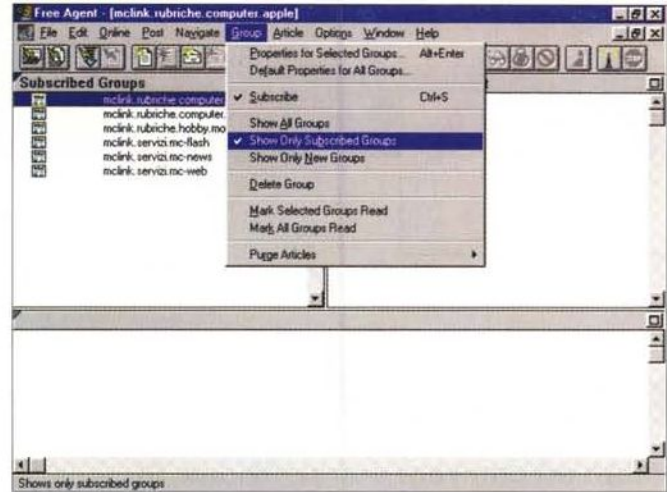 Free Agent - [mclink.rubriche.computer.apple]
File Edit Online Post Navigate Group Article Options Window Help
Subscribed Groups
mclink.rubriche.computer
mclink.rubriche.computer.
mclink.rubriche.hobby.mo
mclink.servizi.mc-flash
mclink.servizi.mc-news
mclink.servizi.mc-web
Properties for Selected Groups... Alt+Enter
Default Properties for All Groups...
Subscribe Ctrl+S
Show All Groups
Show Only Subscribed Groups
Show Only New Groups
Delete Group
Mark Selected Groups Read
Mark All Groups Read
Purge Articles
Shows only subscribed groups